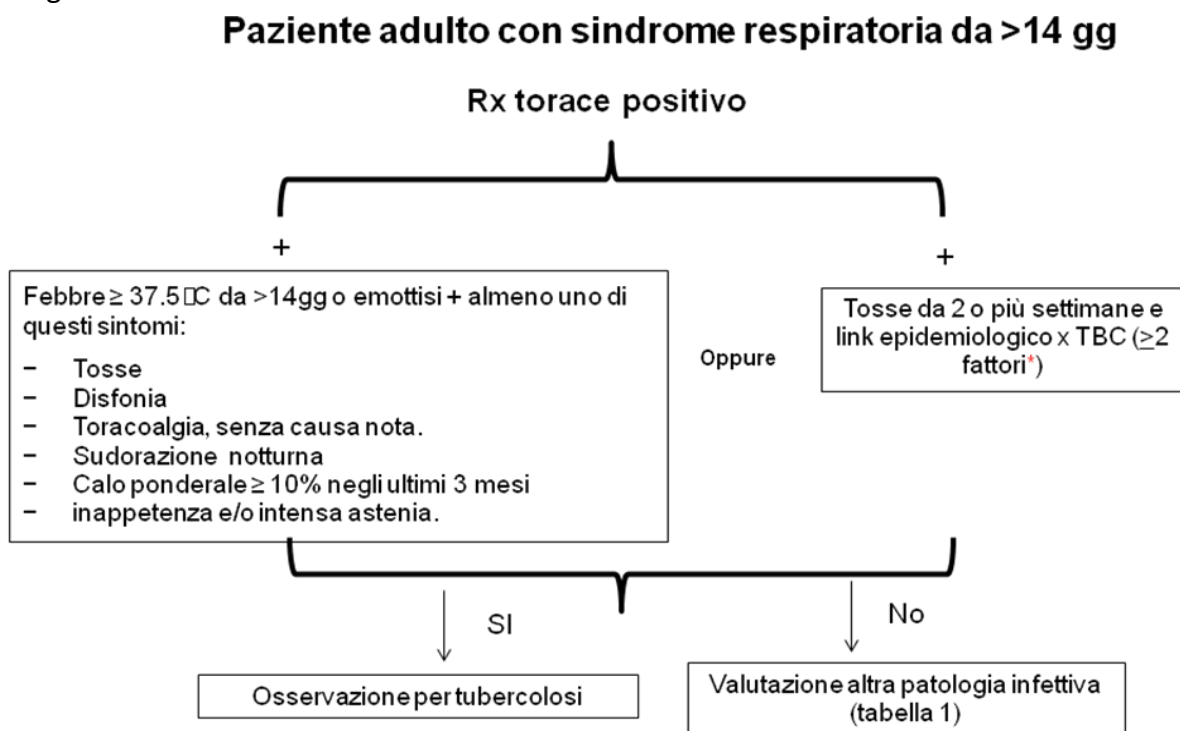 Paziente adulto con sindrome respiratoria da >14 gg
Rx torace positivo
+
+
Febbre ≥ 37.5□C da >14gg o emottisi + almeno uno di
questi sintomi:
- Tosse
- Disfonia
- Toracoalgia, senza causa nota.
- Sudorazione notturna
- Calo ponderale ≥ 10% negli ultimi 3 mesi
- inappetenza e/o intensa astenia.
Oppure
Tosse da 2 o più settimane e
link epidemiologico x TBC (≥2
fattori*)
SI
No
Osservazione per tubercolosi
Valutazione altra patologia infettiva
(tabella 1)